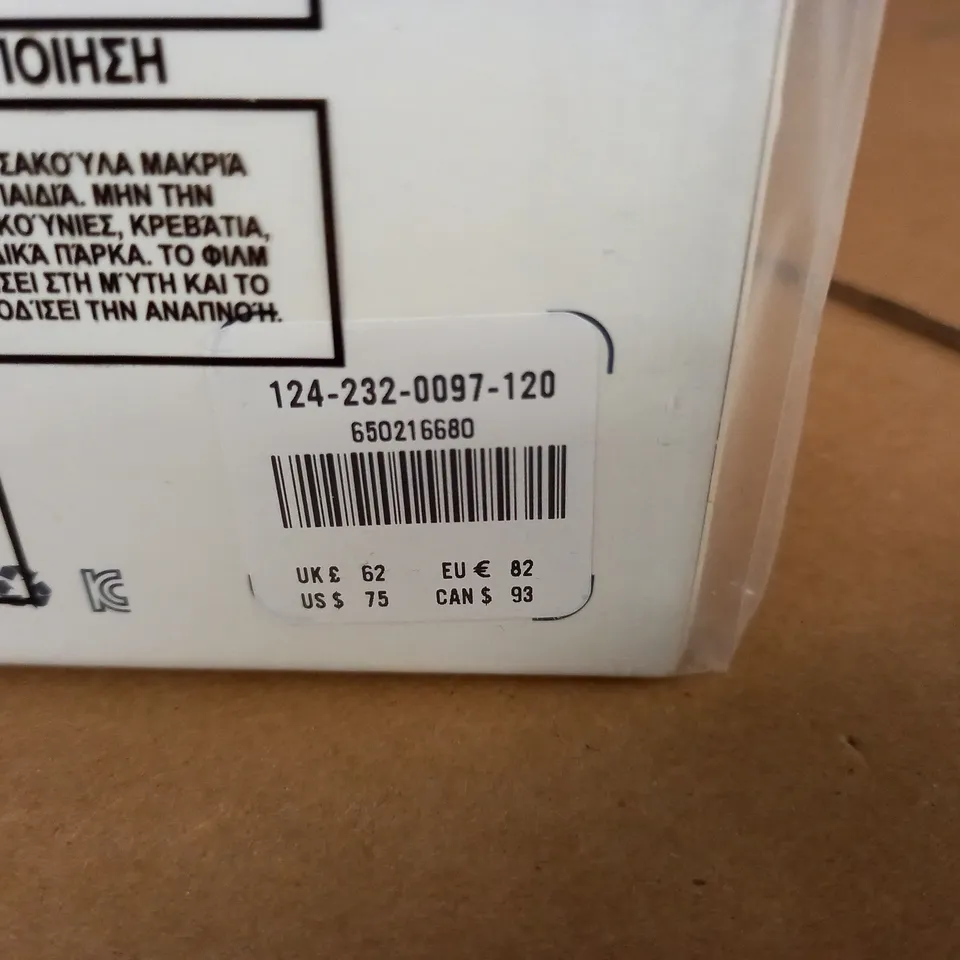 ΠΟΙΗΣΗ
ΣΑΚΟΎΛΑ ΜΑΚΡΙΆ
ΠΑΙΔΙΆ. ΜΗΝ ΤΗΝ
ΚΟΎΝΙΕΣ, ΚΡΕΒΆΤΙΑ,
ΔΙΚΆ ΠΆΡΚΑ. ΤΟ ΦΙΛΜ
ΣΕΙ ΣΤΗ ΜΎΤΗ ΚΑΙ ΤΟ
ΟΔΊΣΕΙ ΤΗΝ ΑΝΑΠΝΟΉ.
124-232-0097-120
650216680
UK £ 62 EU € 82
US $ 75 CAN $ 93